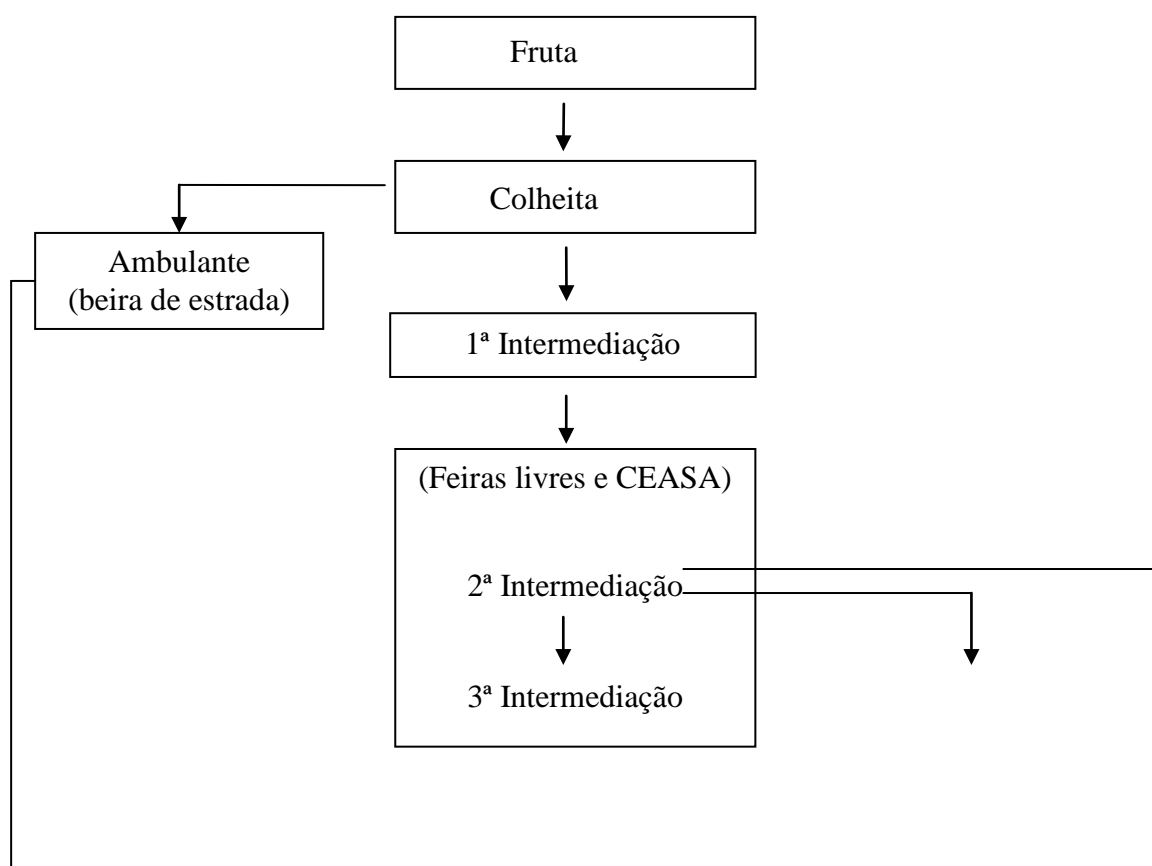 Fruta
Colheita
Ambulante
(beira de estrada)
1ª Intermediação
(Feiras livres e CEASA)
2ª Intermediação
3ª Intermediação